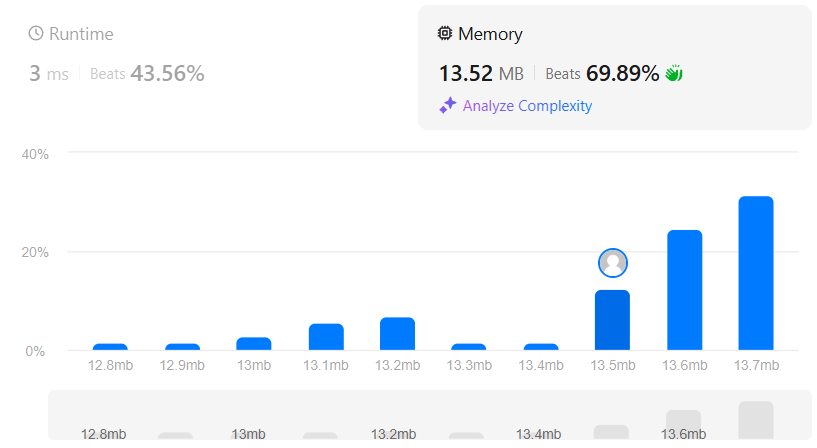 Runtime
3 ms Beats 43.56%
Memory
13.52 MB Beats 69.89%
Analyze Complexity
40%
20%
0%
12.8mb 12.9mb 13mb 13.1mb 13.2mb 13.3mb 13.4mb 13.5mb 13.6mb 13.7mb
12.8mb 13mb 13.2mb 13.4mb 13.6mb